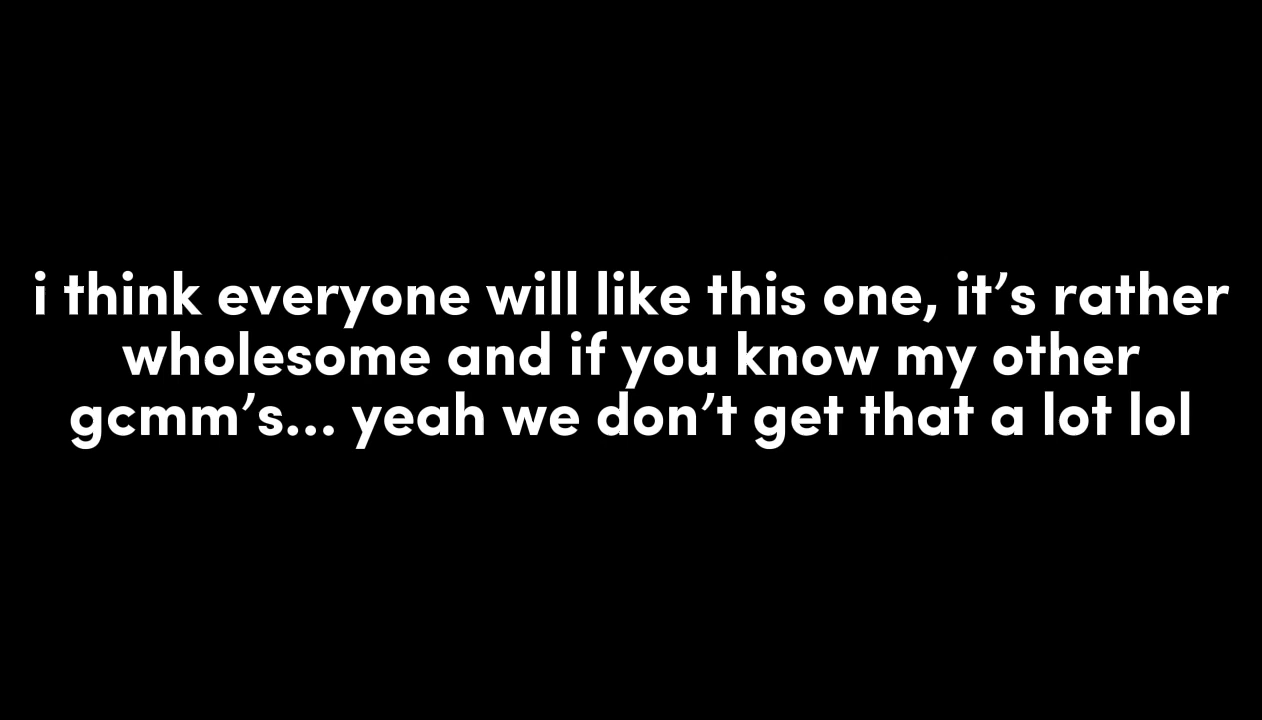 i think everyone will like this one, it’s rather
wholesome and if you know my other
gcmm’s... yeah we don’t get that a lot lol